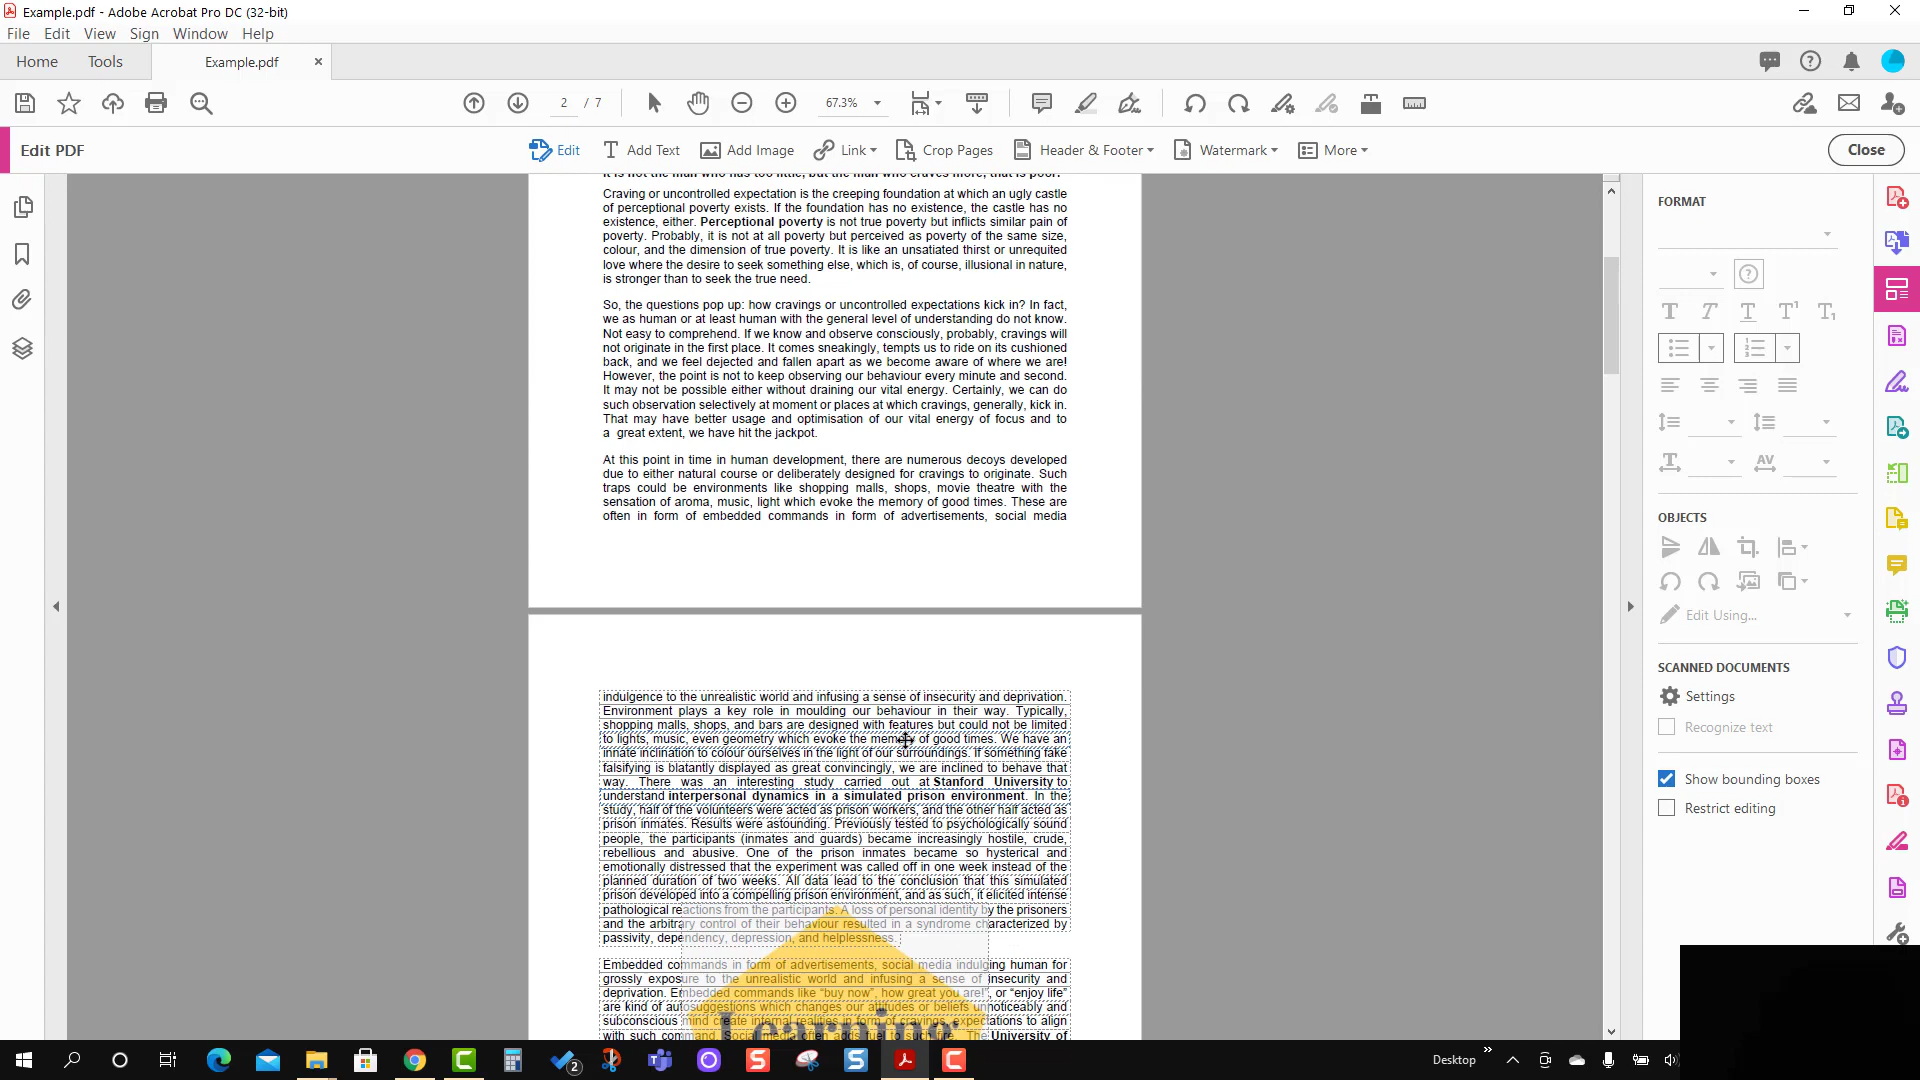 Example.pdf - Adobe Acrobat Pro DC (32-bit)
File Edit View Sign Window Help
Home Tools Example.pdf ×
2 / 7 67.3%
Edit PDF Edit Add Text Add Image Link Crop Pages Header & Footer Watermark More Close
It is not the man who has too little, but the man who craves more, that is poor.
Craving or uncontrolled expectation is the creeping foundation at which an ugly castle
of perceptional poverty exists. If the foundation has no existence, the castle has no
existence, either. Perceptional poverty is not true poverty but inflicts similar pain of
poverty. Probably, it is not at all poverty but perceived as poverty of the same size,
colour, and the dimension of true poverty. It is like an unsatiated thirst or unrequited
love where the desire to seek something else, which is, of course, illusional in nature,
is stronger than to seek the true need.
So, the questions pop up: how cravings or uncontrolled expectations kick in? In fact,
we as human or at least human with the general level of understanding do not know.
Not easy to comprehend. If we know and observe consciously, probably, cravings will
not originate in the first place. It comes sneakingly, tempts us to ride on its cushioned
back, and we feel dejected and fallen apart as we become aware of where we are!
However, the point is not to keep observing our behaviour every minute and second.
It may not be possible either without draining our vital energy. Certainly, we can do
such observation selectively at moment or places at which cravings, generally, kick in.
That may have better usage and optimisation of our vital energy of focus and to
a great extent, we have hit the jackpot.
At this point in time in human development, there are numerous decoys developed
due to either natural course or deliberately designed for cravings to originate. Such
traps could be environments like shopping malls, shops, movie theatre with the
sensation of aroma, music, light which evoke the memory of good times. These are
often in form of embedded commands in form of advertisements, social media
indulgence to the unrealistic world and infusing a sense of insecurity and deprivation.
Environment plays a key role in moulding our behaviour in their way. Typically,
shopping malls, shops, and bars are designed with features but could not be limited
to lights, music, even geometry which evoke the memory of good times. We have an
innate inclination to colour ourselves in the light of our surroundings. If something fake
falsifying is blatantly displayed as great convincingly, we are inclined to behave that
way. There was an interesting study carried out at Stanford University to
understand interpersonal dynamics in a simulated prison environment. In the
study, half of the volunteers were acted as prison workers, and the other half acted as
prison inmates. Results were astounding. Previously tested to psychologically sound
people, the participants (inmates and guards) became increasingly hostile, crude,
rebellious and abusive. One of the prison inmates became so hysterical and
emotionally distressed that the experiment was called off in one week instead of the
planned duration of two weeks. All data lead to the conclusion that this simulated
prison developed into a compelling prison environment, and as such, it elicited intense
pathological reactions from the participants. A loss of personal identity by the prisoners
and the arbitrary control of their behaviour resulted in a syndrome characterized by
passivity, dependency, depression, and helplessness.
Embedded commands in form of advertisements, social media indulging human for
grossly exposure to the unrealistic world and infusing a sense of insecurity and
deprivation. Embedded commands like “buy now”, how great you are!”, or “enjoy life”
are kind of autosuggestions which changes our attitudes or beliefs unnoticeably and
subconscious mind create internal realities in form of cravings, expectations to align
with such command. Social media often adds fuel to such fire. The University of
Learning
FORMAT
OBJECTS
Edit Using...
SCANNED DOCUMENTS
Settings
Recognize text
Show bounding boxes
Restrict editing
2
Desktop